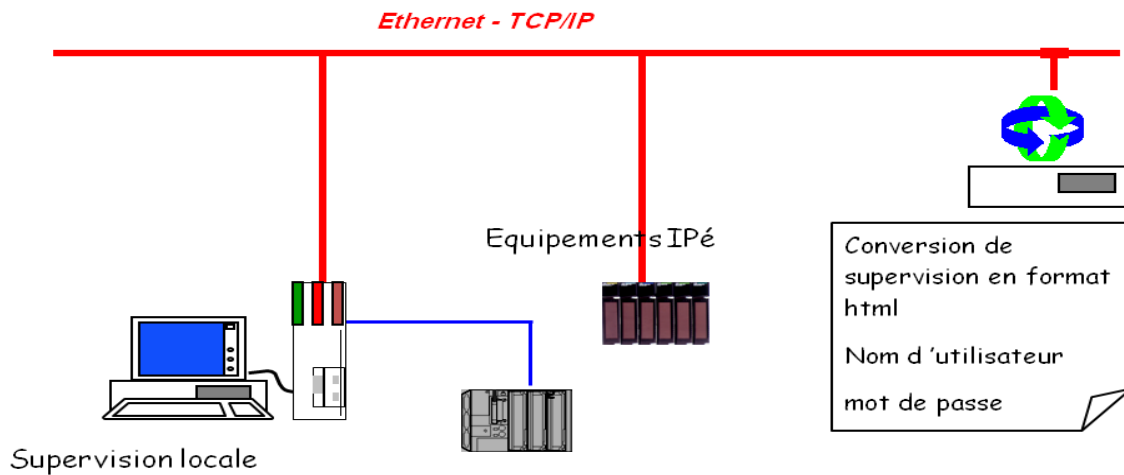 Ethernet - TCP/IP
Equipements IPé
Conversion de
supervision en format
html
Nom d 'utilisateur
mot de passe
Supervision locale